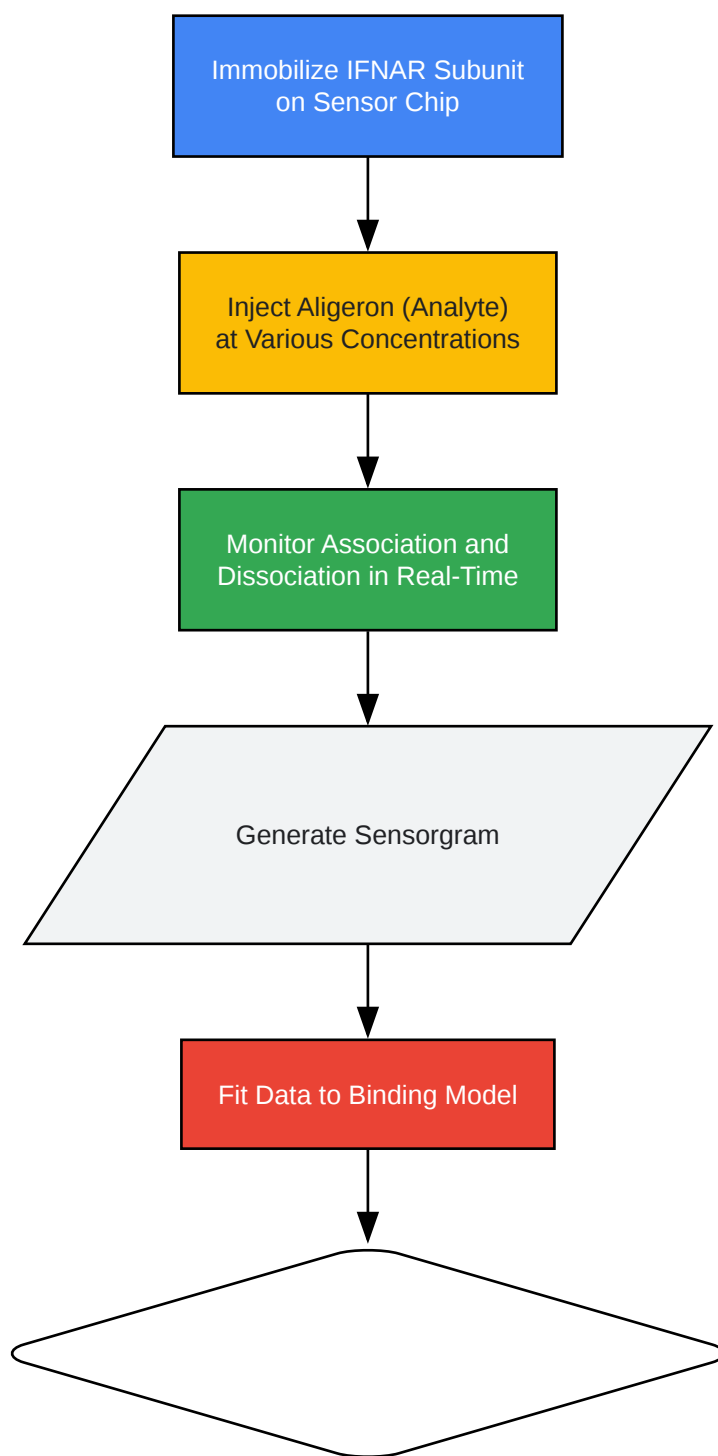 Immobilize IFNAR Subunit
on Sensor Chip
Inject Aligeron (Analyte)
at Various Concentrations
Monitor Association and
Dissociation in Real-Time
Generate Sensorgram
Fit Data to Binding Model